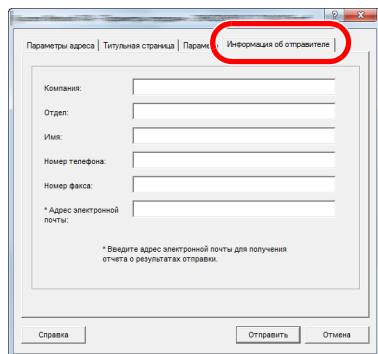 Параметры адреса Титульная страница Параме Информация об отправителе
Компания:
Отдел:
Имя:
Номер телефона:
Номер факса:
* Адрес электронной
почты:
* Введите адрес электронной почты для получения
отчета о результатах отправки.
Справка Отправить Отмена